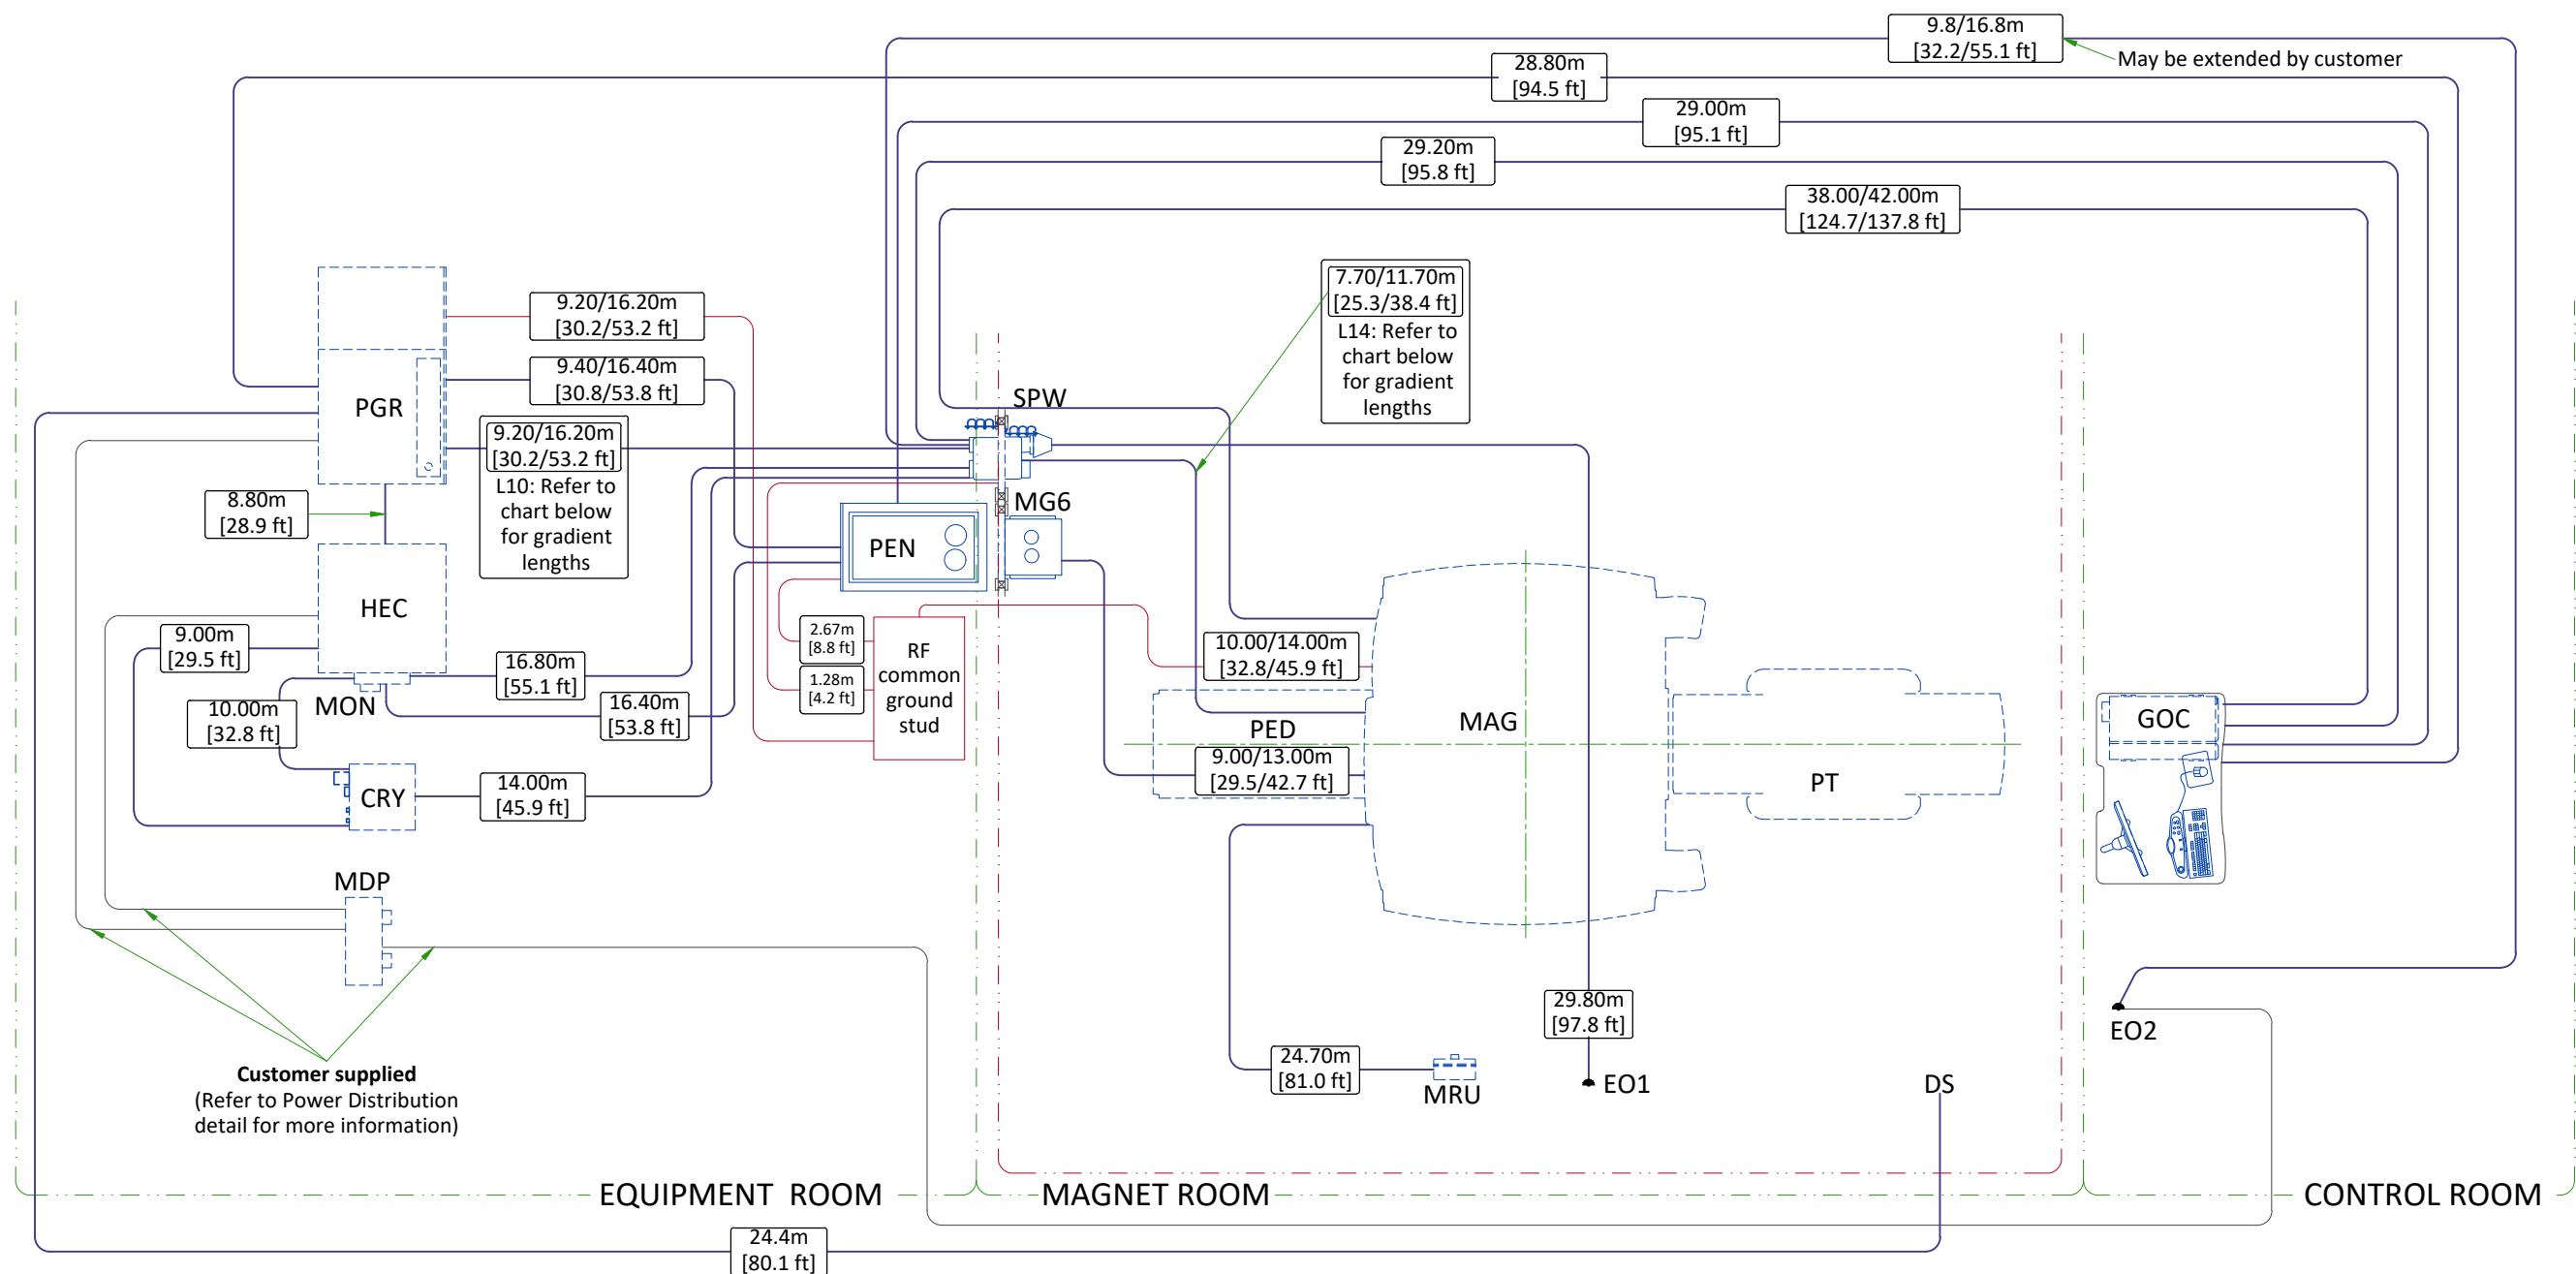 9.8/16.8m
[32.2/55.1 ft]
May be extended by customer
28.80m
[94.5 ft]
29.00m
[95.1 ft]
29.20m
[95.8 ft]
38.00/42.00m
[124.7/137.8 ft]
7.70/11.70m
[25.3/38.4 ft]
L14: Refer to
chart below
for gradient
lengths
9.20/16.20m
[30.2/53.2 ft]
9.40/16.40m
[30.8/53.8 ft]
PGR
SPW
9.20/16.20m
[30.2/53.2 ft]
L10: Refer to
chart below
for gradient
lengths
8.80m
[28.9 ft]
MG6
PEN
HEC
9.00m
[29.5 ft]
16.80m
[55.1 ft]
2.67m
[8.8 ft]
1.28m
[4.2 ft]
RF
common
ground
stud
10.00/14.00m
[32.8/45.9 ft]
MON
10.00m
[32.8 ft]
16.40m
[53.8 ft]
PED
MAG
GOC
9.00/13.00m
[29.5/42.7 ft]
PT
CRY
14.00m
[45.9 ft]
MDP
29.80m
[97.8 ft]
EO2
24.70m
[81.0 ft]
MRU
EO1
DS
Customer supplied
(Refer to Power Distribution
detail for more information)
EQUIPMENT ROOM
MAGNET ROOM
CONTROL ROOM
24.4m
[80.1 ft]